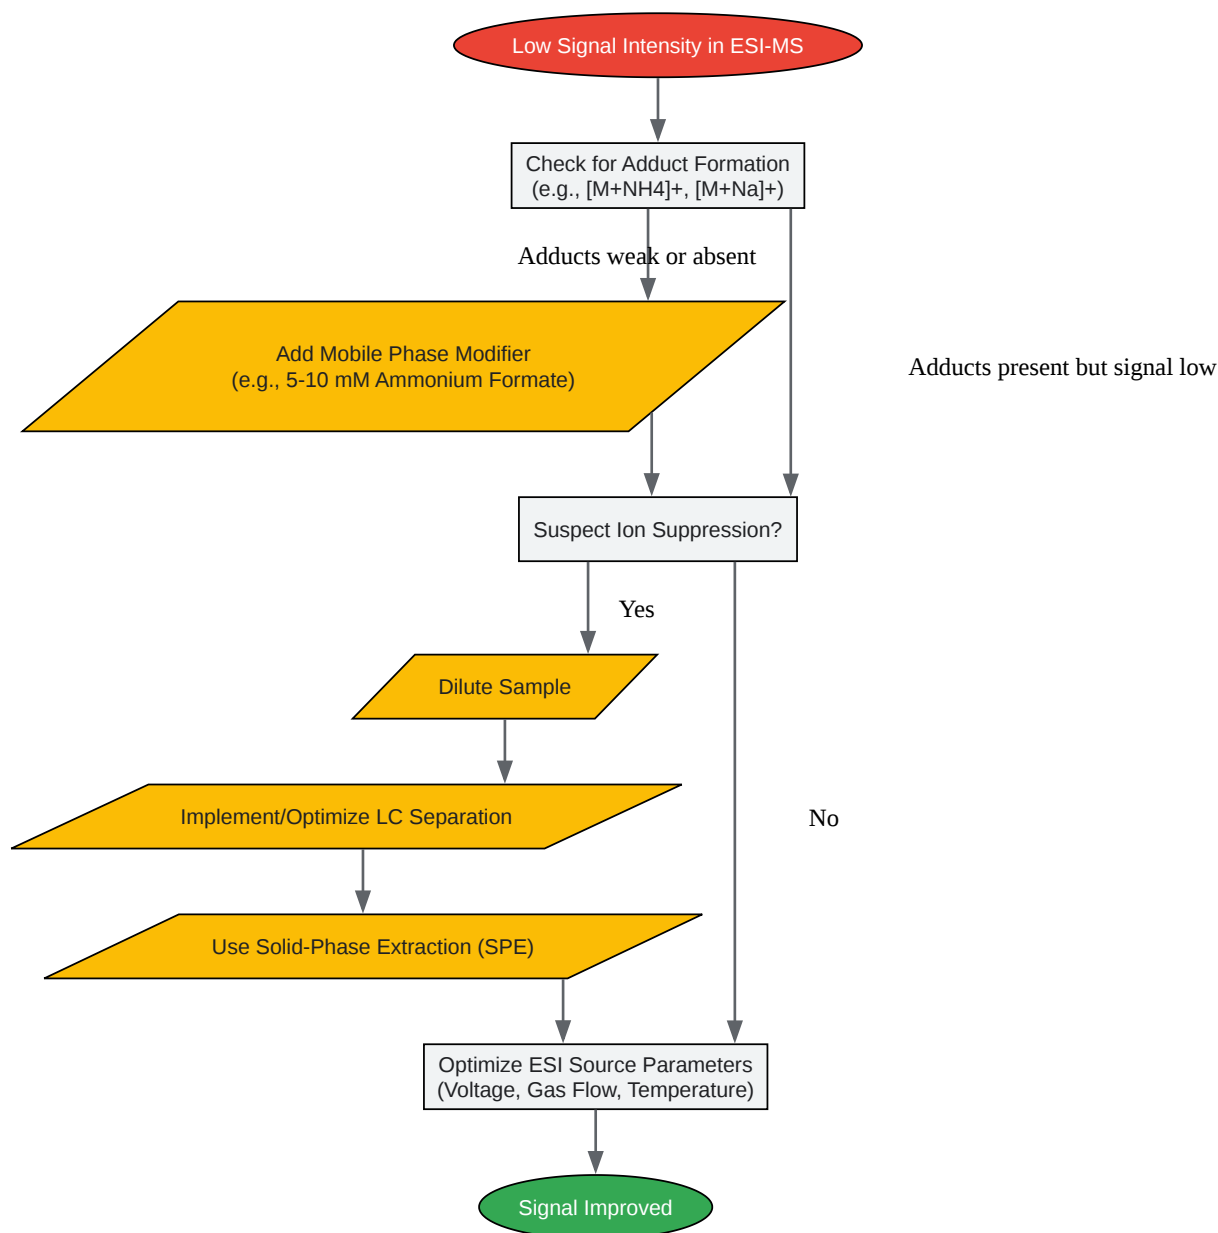 Low Signal Intensity in ESI-MS
Check for Adduct Formation
(e.g., [M+NH4]+, [M+Na]+)
Adducts weak or absent
Add Mobile Phase Modifier
(e.g., 5-10 mM Ammonium Formate)
Adducts present but signal low
Suspect Ion Suppression?
Yes
Dilute Sample
Implement/Optimize LC Separation
No
Use Solid-Phase Extraction (SPE)
Optimize ESI Source Parameters
(Voltage, Gas Flow, Temperature)
Signal Improved